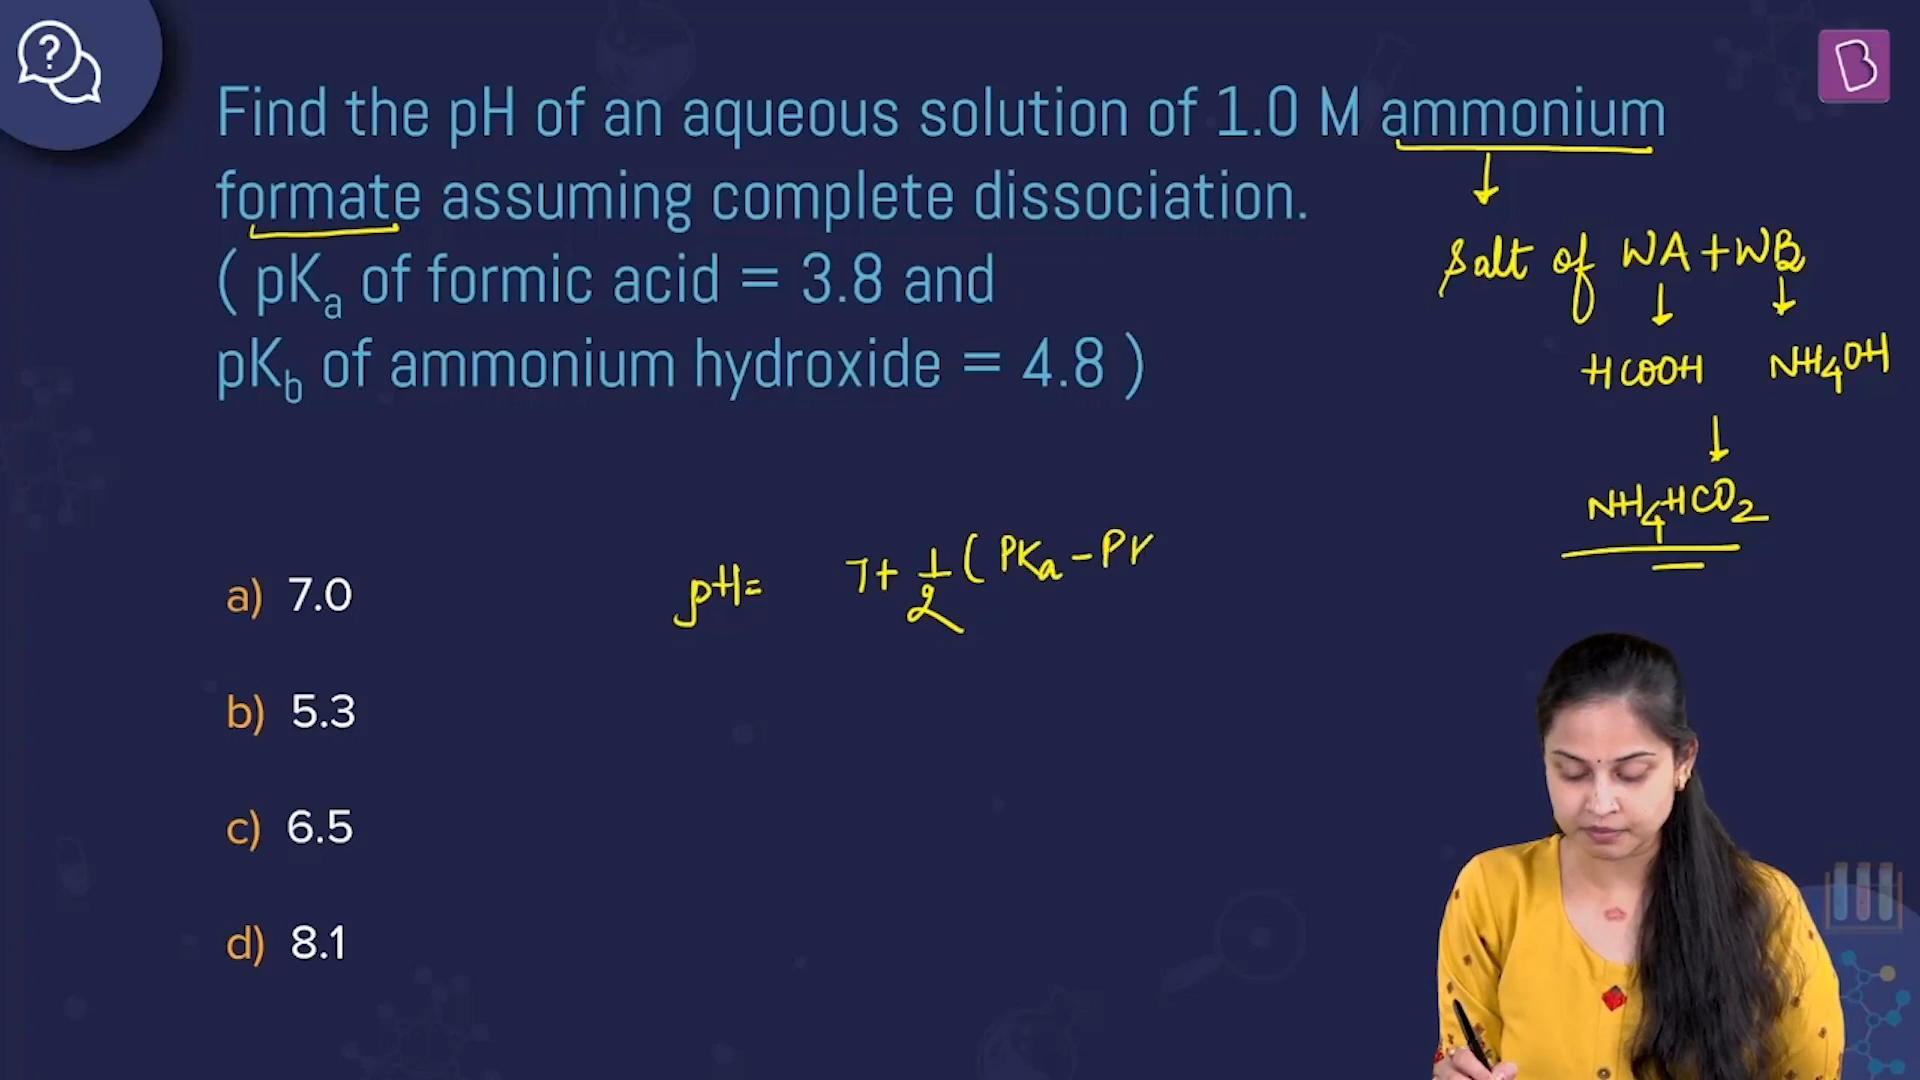 Find the pH of an aqueous solution of 1.0 M ammonium
formate assuming complete dissociation.
( pKa of formic acid = 3.8 and
pKb of ammonium hydroxide = 4.8 )
Salt of WA + WB
HCOOH NH4OH
NH4HCO2
pH = 7 + 1/2 ( PKa - P
a) 7.0
b) 5.3
c) 6.5
d) 8.1